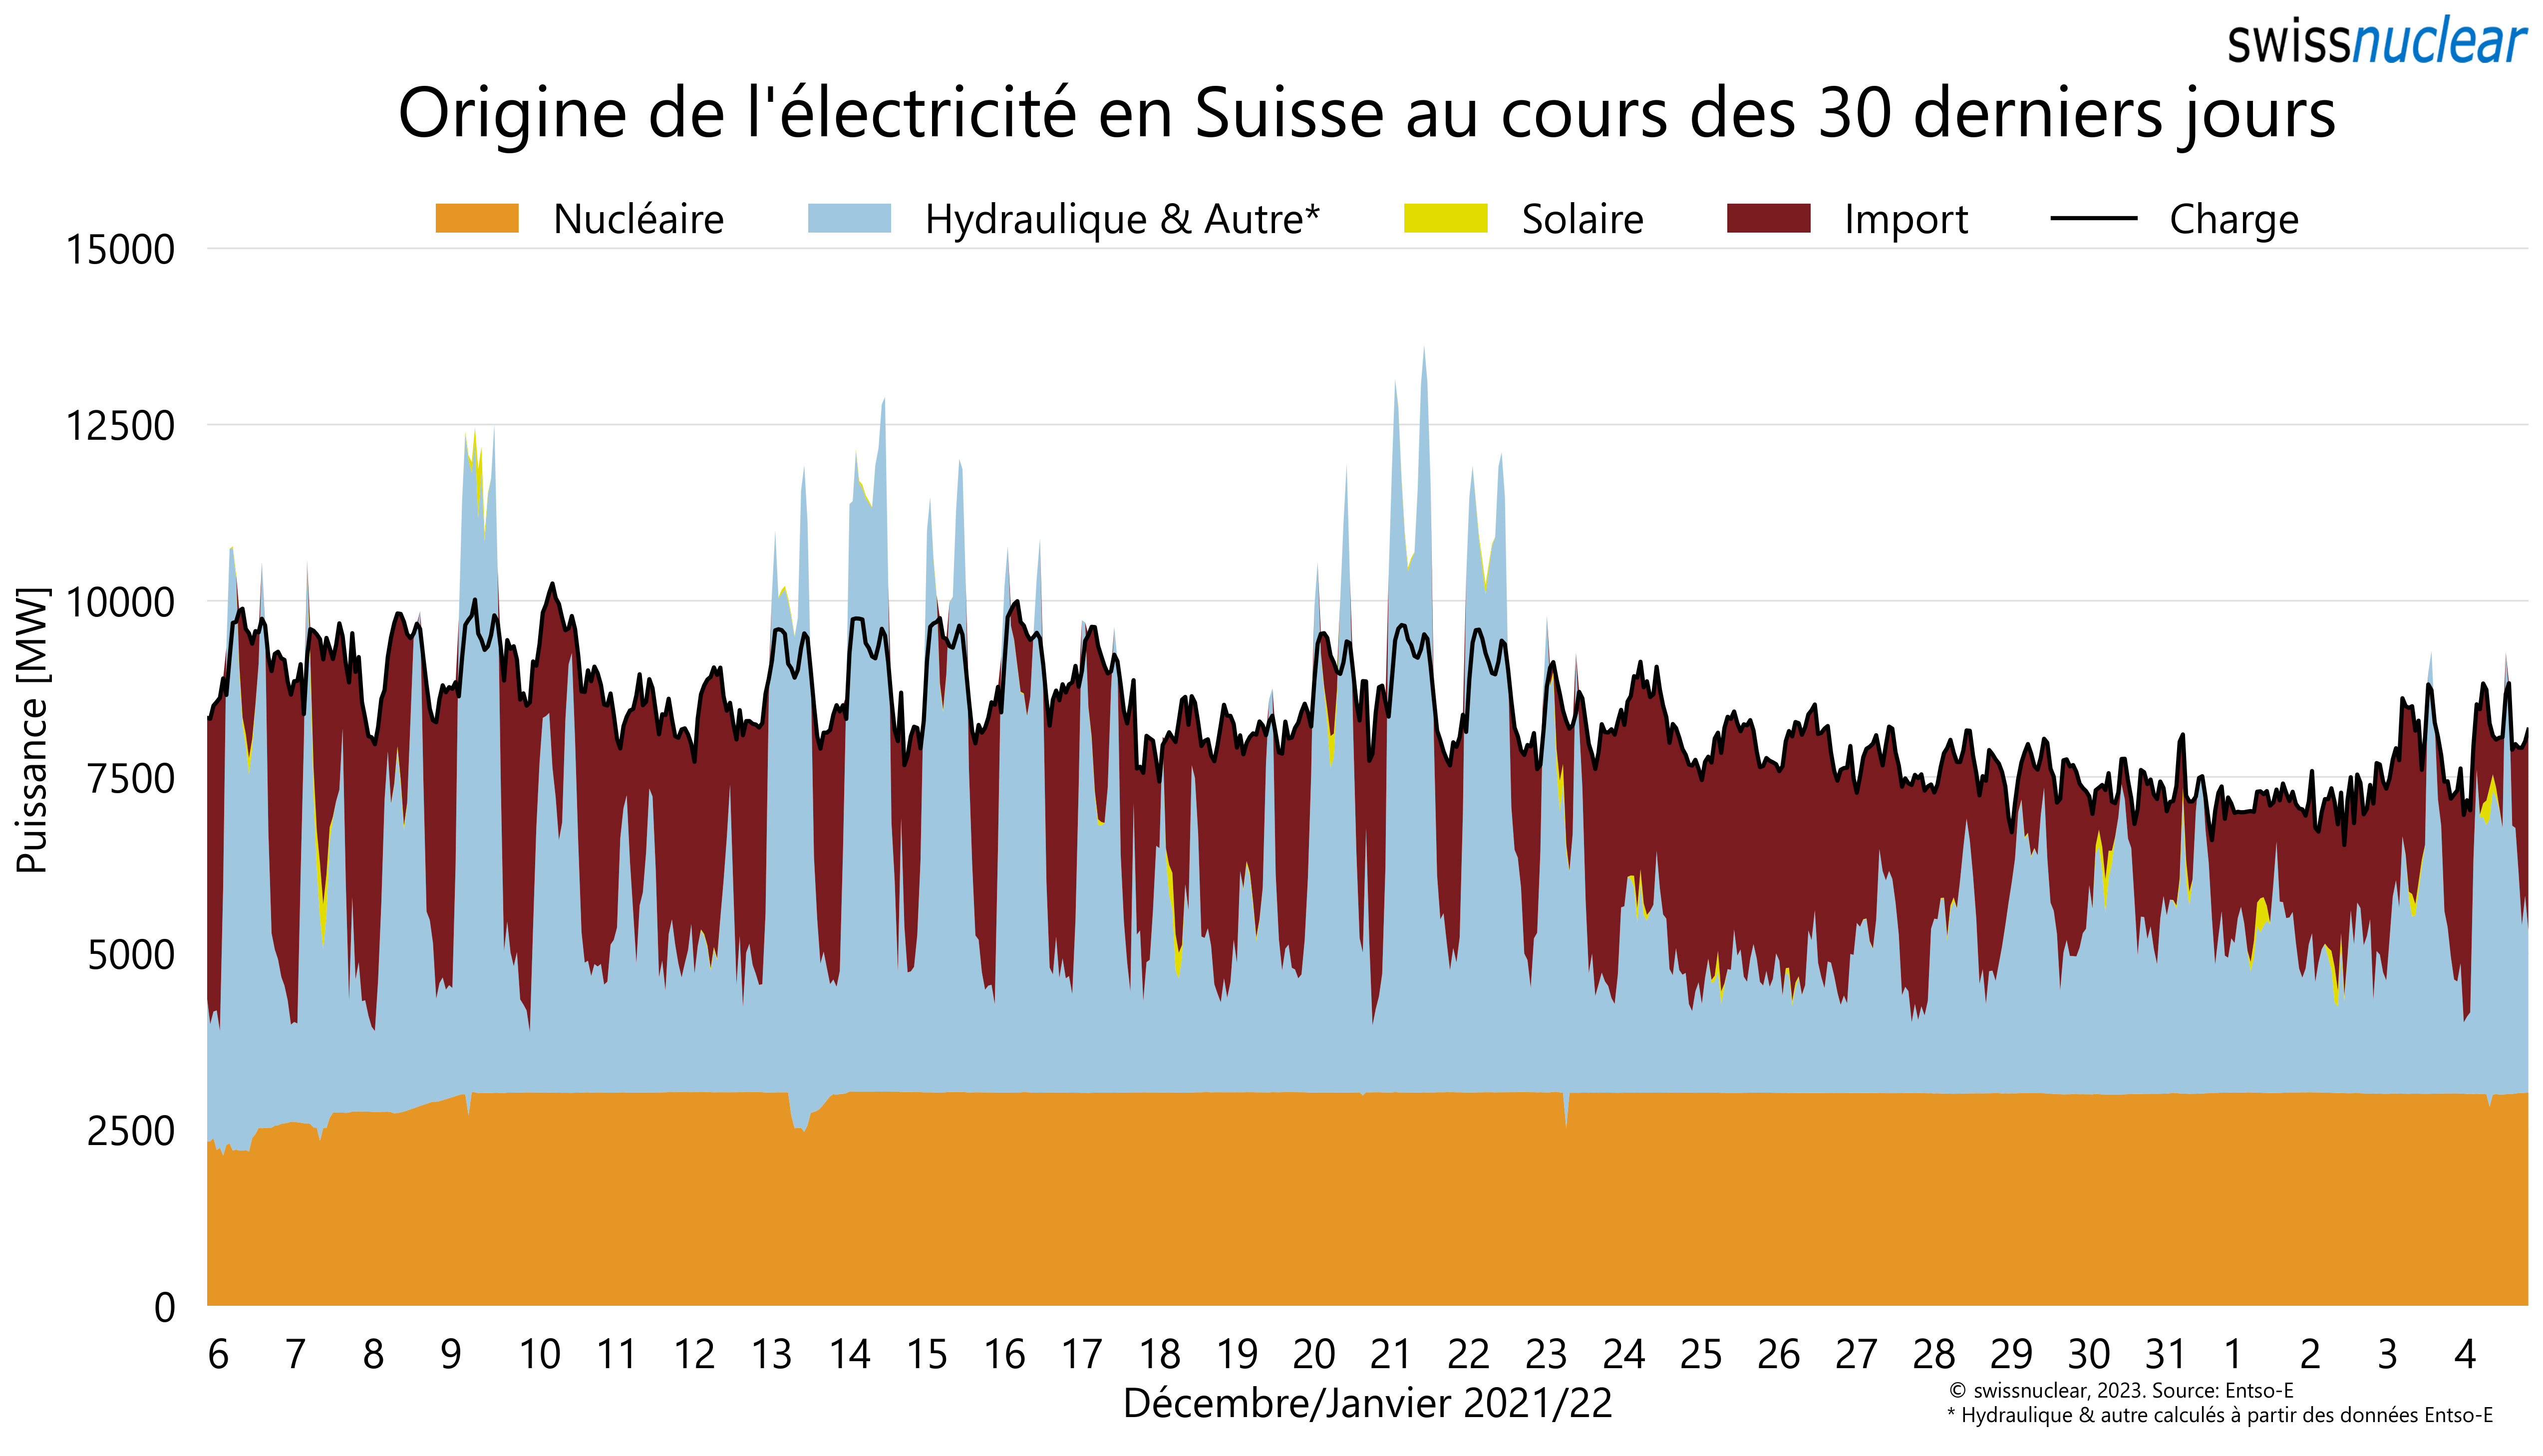 swissnuclear
Origine de l'électricité en Suisse au cours des 30 derniers jours
Nucléaire Hydraulique & Autre* Solaire Import Charge
15000
12500
10000
7500
5000
2500
0
Puissance [MW]
6 7 8 9 10 11 12 13 14 15 16 17 18 19 20 21 22 23 24 25 26 27 28 29 30 31 1 2 3 4
Décembre/Janvier 2021/22
© swissnuclear, 2023. Source: Entso-E
* Hydraulique & autre calculés à partir des données Entso-E